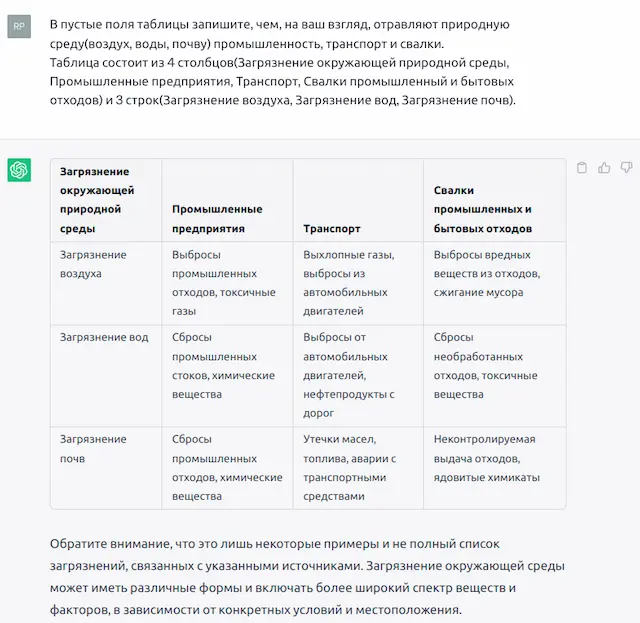 RP
В пустые поля таблицы запишите, чем, на ваш взгляд, отравляют природную
среду(воздух, воды, почву) промышленность, транспорт и свалки.
Таблица состоит из 4 столбцов(Загрязнение окружающей природной среды,
Промышленные предприятия, Транспорт, Свалки промышленный и бытовых
отходов) и 3 строк(Загрязнение воздуха, Загрязнение вод, Загрязнение почв).
Загрязнение
окружающей
природной
среды
Промышленные
предприятия
Транспорт
Свалки
промышленных и
бытовых отходов
Загрязнение
воздуха
Выбросы
промышленных
отходов, токсичные
газы
Выхлопные газы,
выбросы из
автомобильных
двигателей
Выбросы вредных
веществ из отходов,
сжигание мусора
Загрязнение вод
Сбросы
промышленных
стоков, химические
вещества
Выбросы от
автомобильных
двигателей,
нефтепродукты с
дорог
Сбросы
необработанных
отходов, токсичные
вещества
Загрязнение
почв
Сбросы
промышленных
отходов, химические
вещества
Утечки масел,
топлива, аварии с
транспортными
средствами
Неконтролируемая
выдача отходов,
ядовитые химикаты
Обратите внимание, что это лишь некоторые примеры и не полный список
загрязнений, связанных с указанными источниками. Загрязнение окружающей среды
может иметь различные формы и включать более широкий спектр веществ и
факторов, в зависимости от конкретных условий и местоположения.